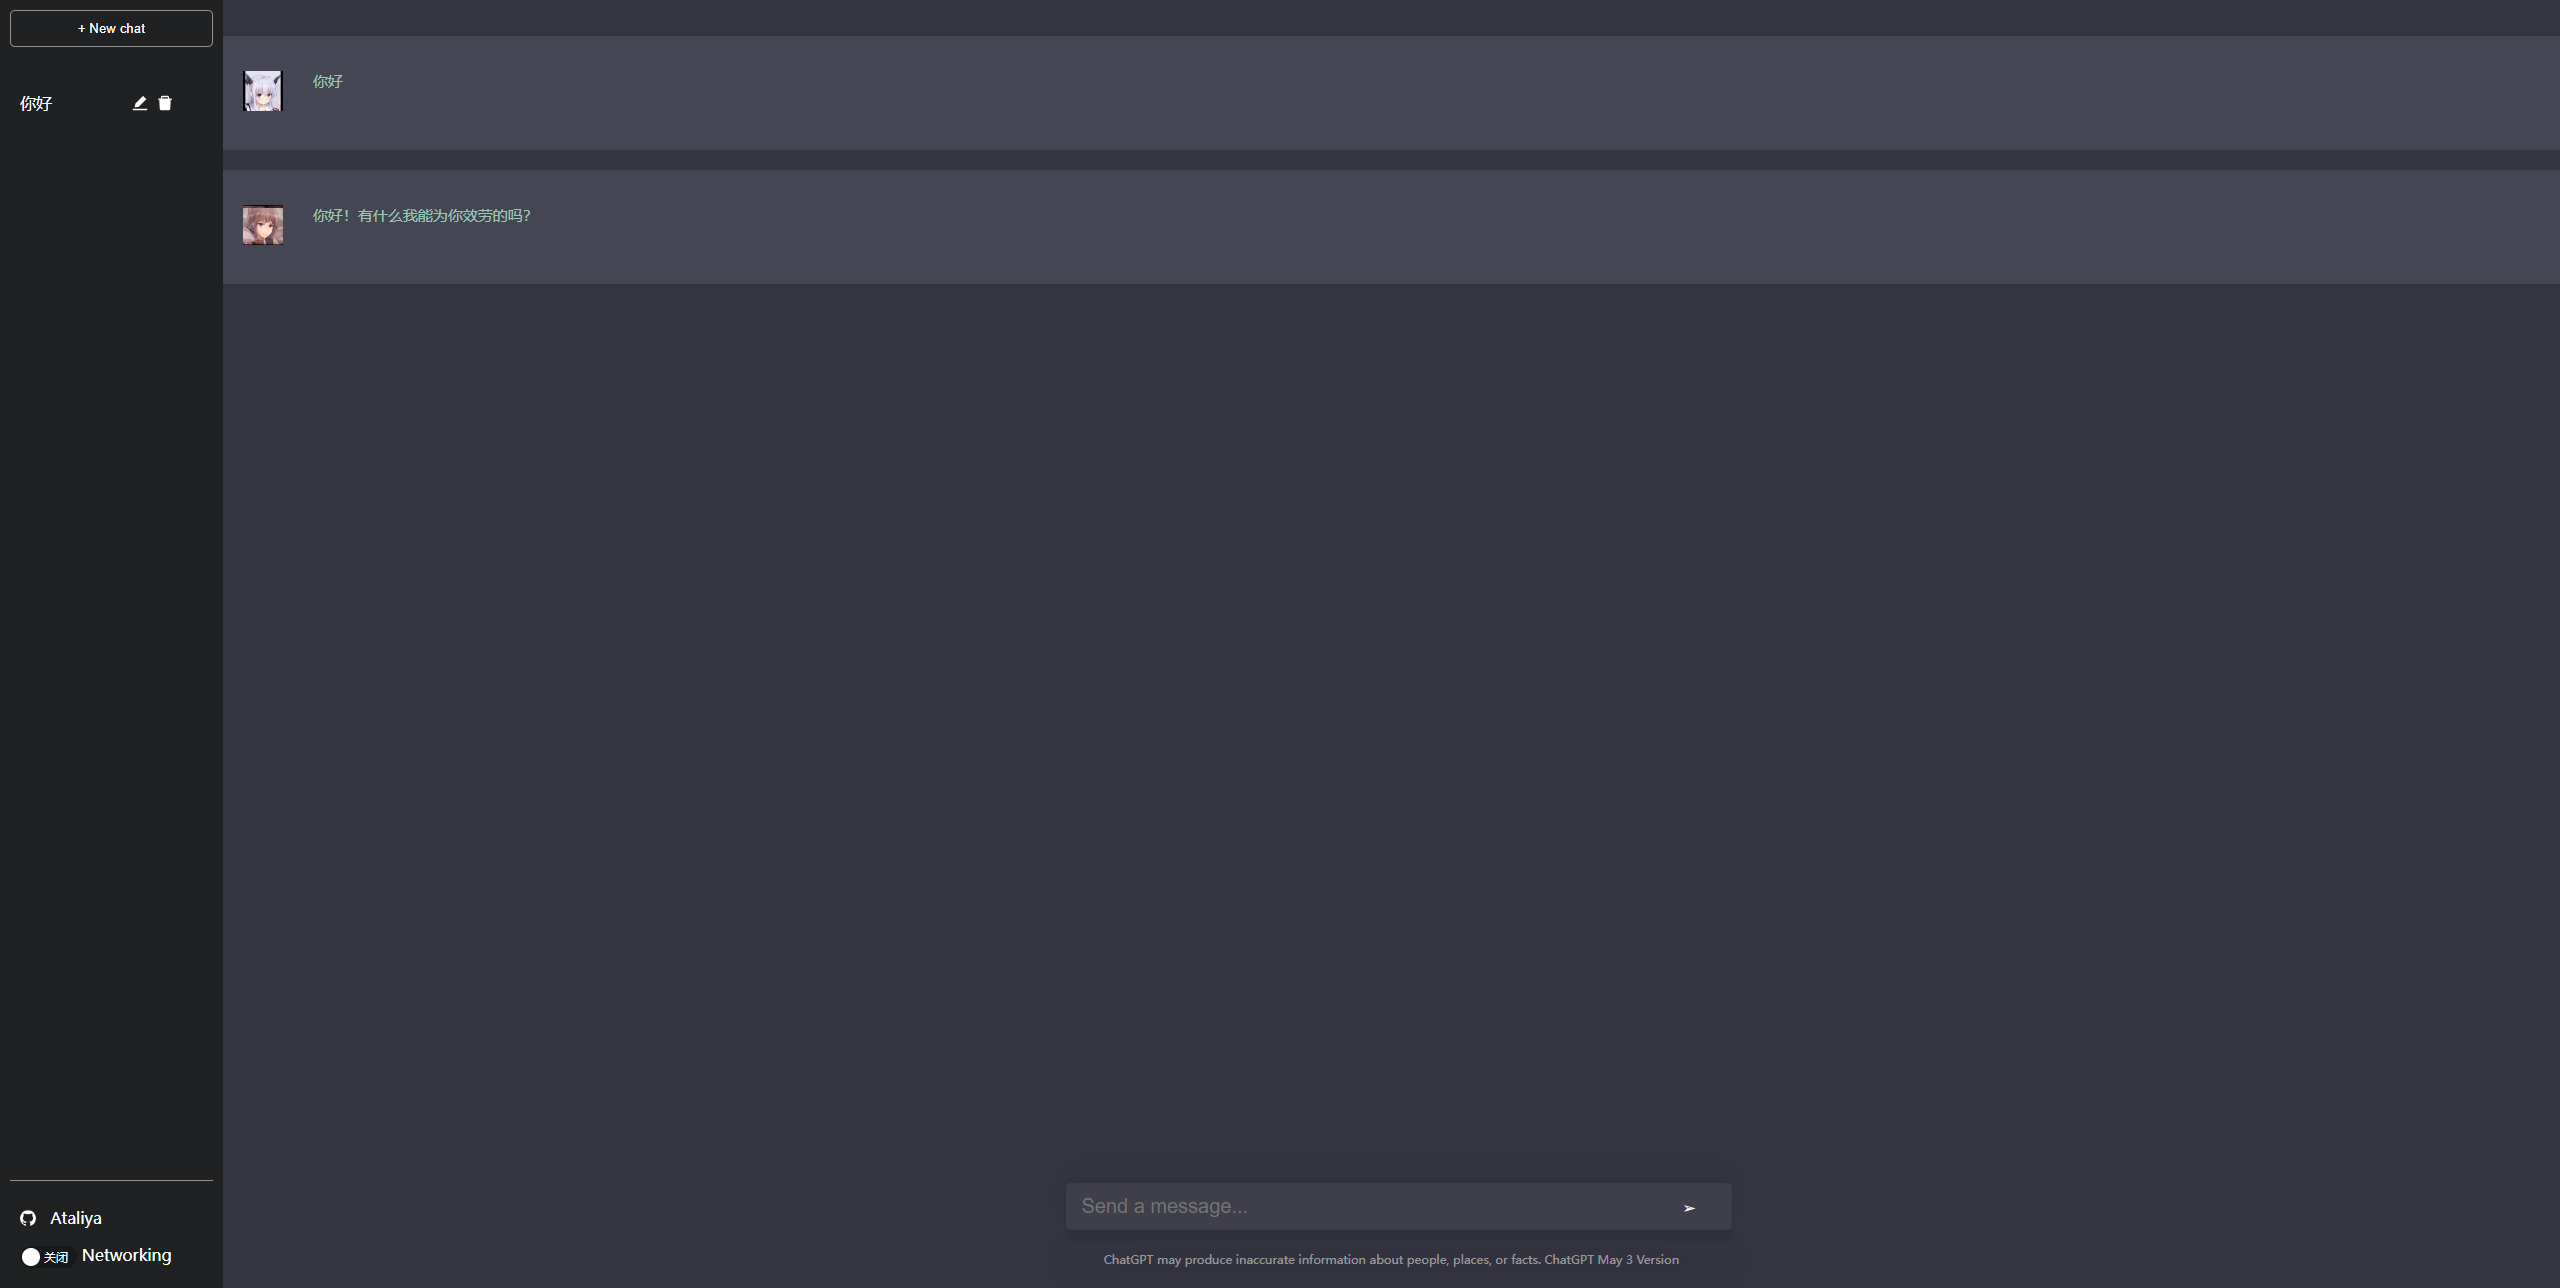 + New chat
你好
你好
你好！有什么我能为你效劳的吗？
Ataliya
关闭 Networking
Send a message...
ChatGPT may produce inaccurate information about people, places, or facts. ChatGPT May 3 Version